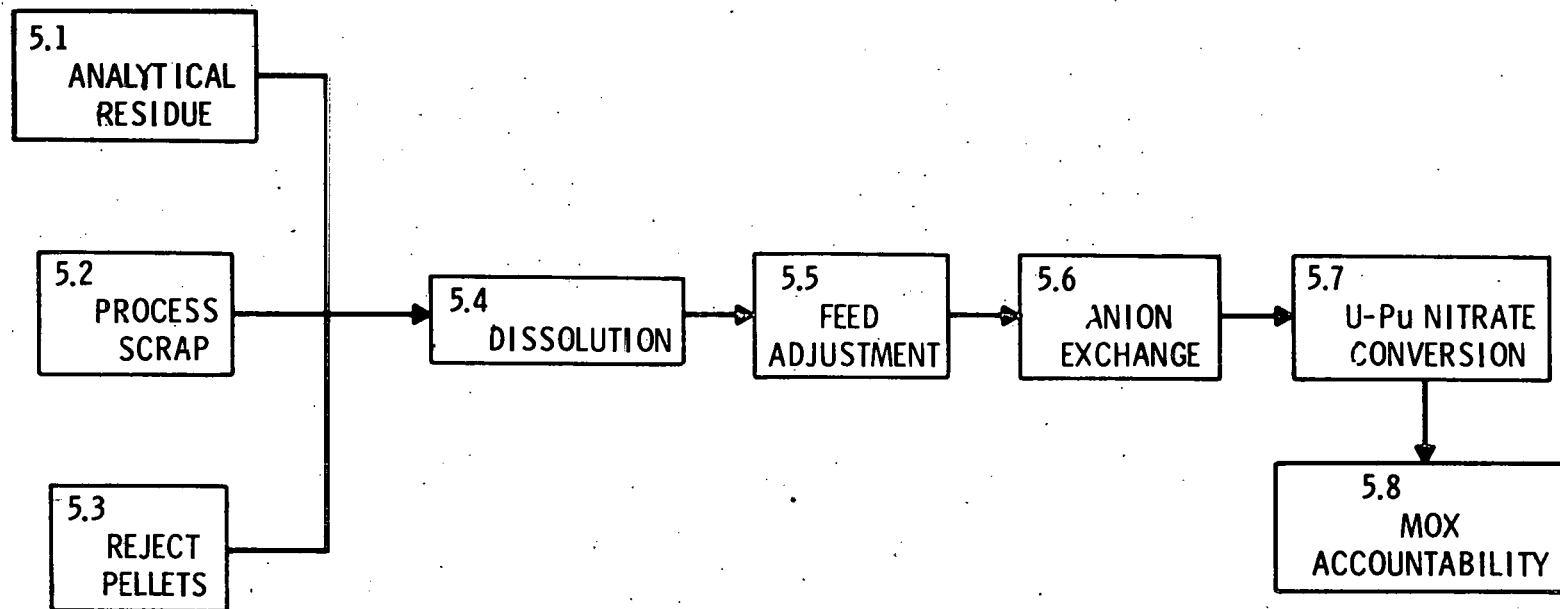 5.1
ANALYTICAL
RESIDUE
5.2
PROCESS
SCRAP
5.3
REJECT
PELLETS
5.4
DISSOLUTION
5.5
FEED
ADJUSTMENT
5.6
ANION
EXCHANGE
5.7
U-Pu NITRATE
CONVERSION
5.8
MOX
ACCOUNTABILITY